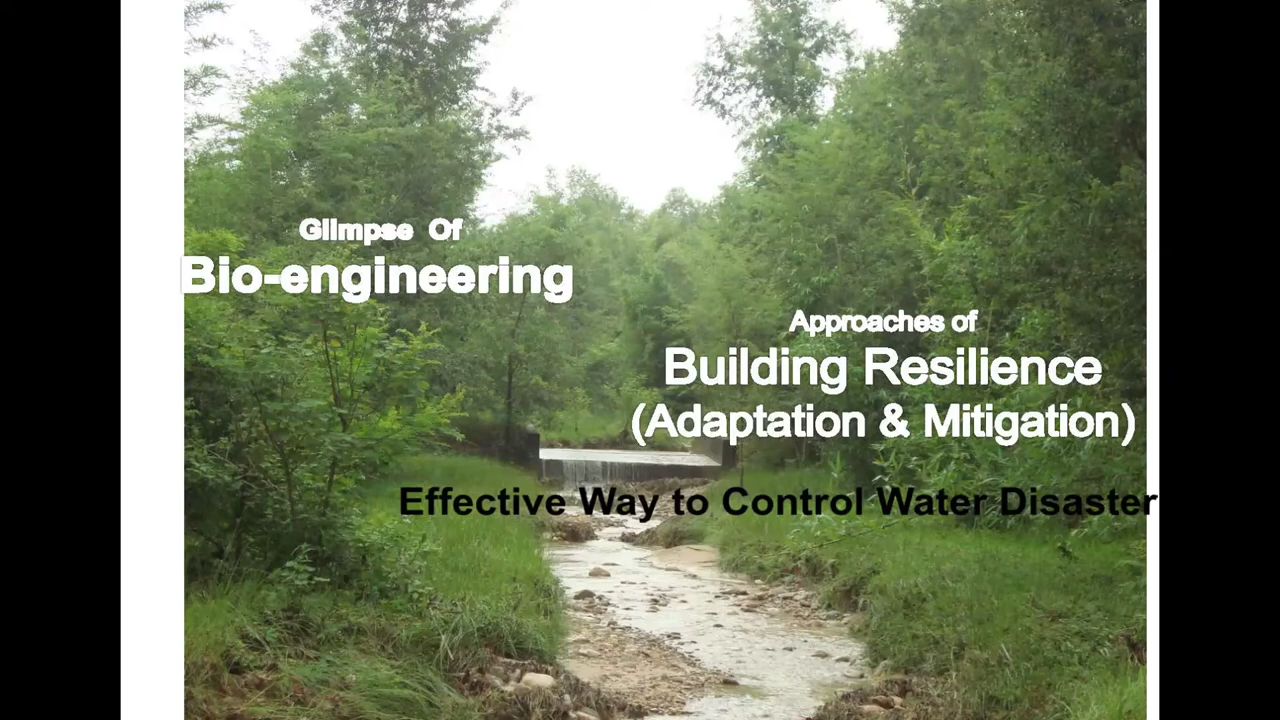 Glimpse Of
Bio-engineering
Approaches of
Building Resilience
(Adaptation & Mitigation)
Effective Way to Control Water Disaster